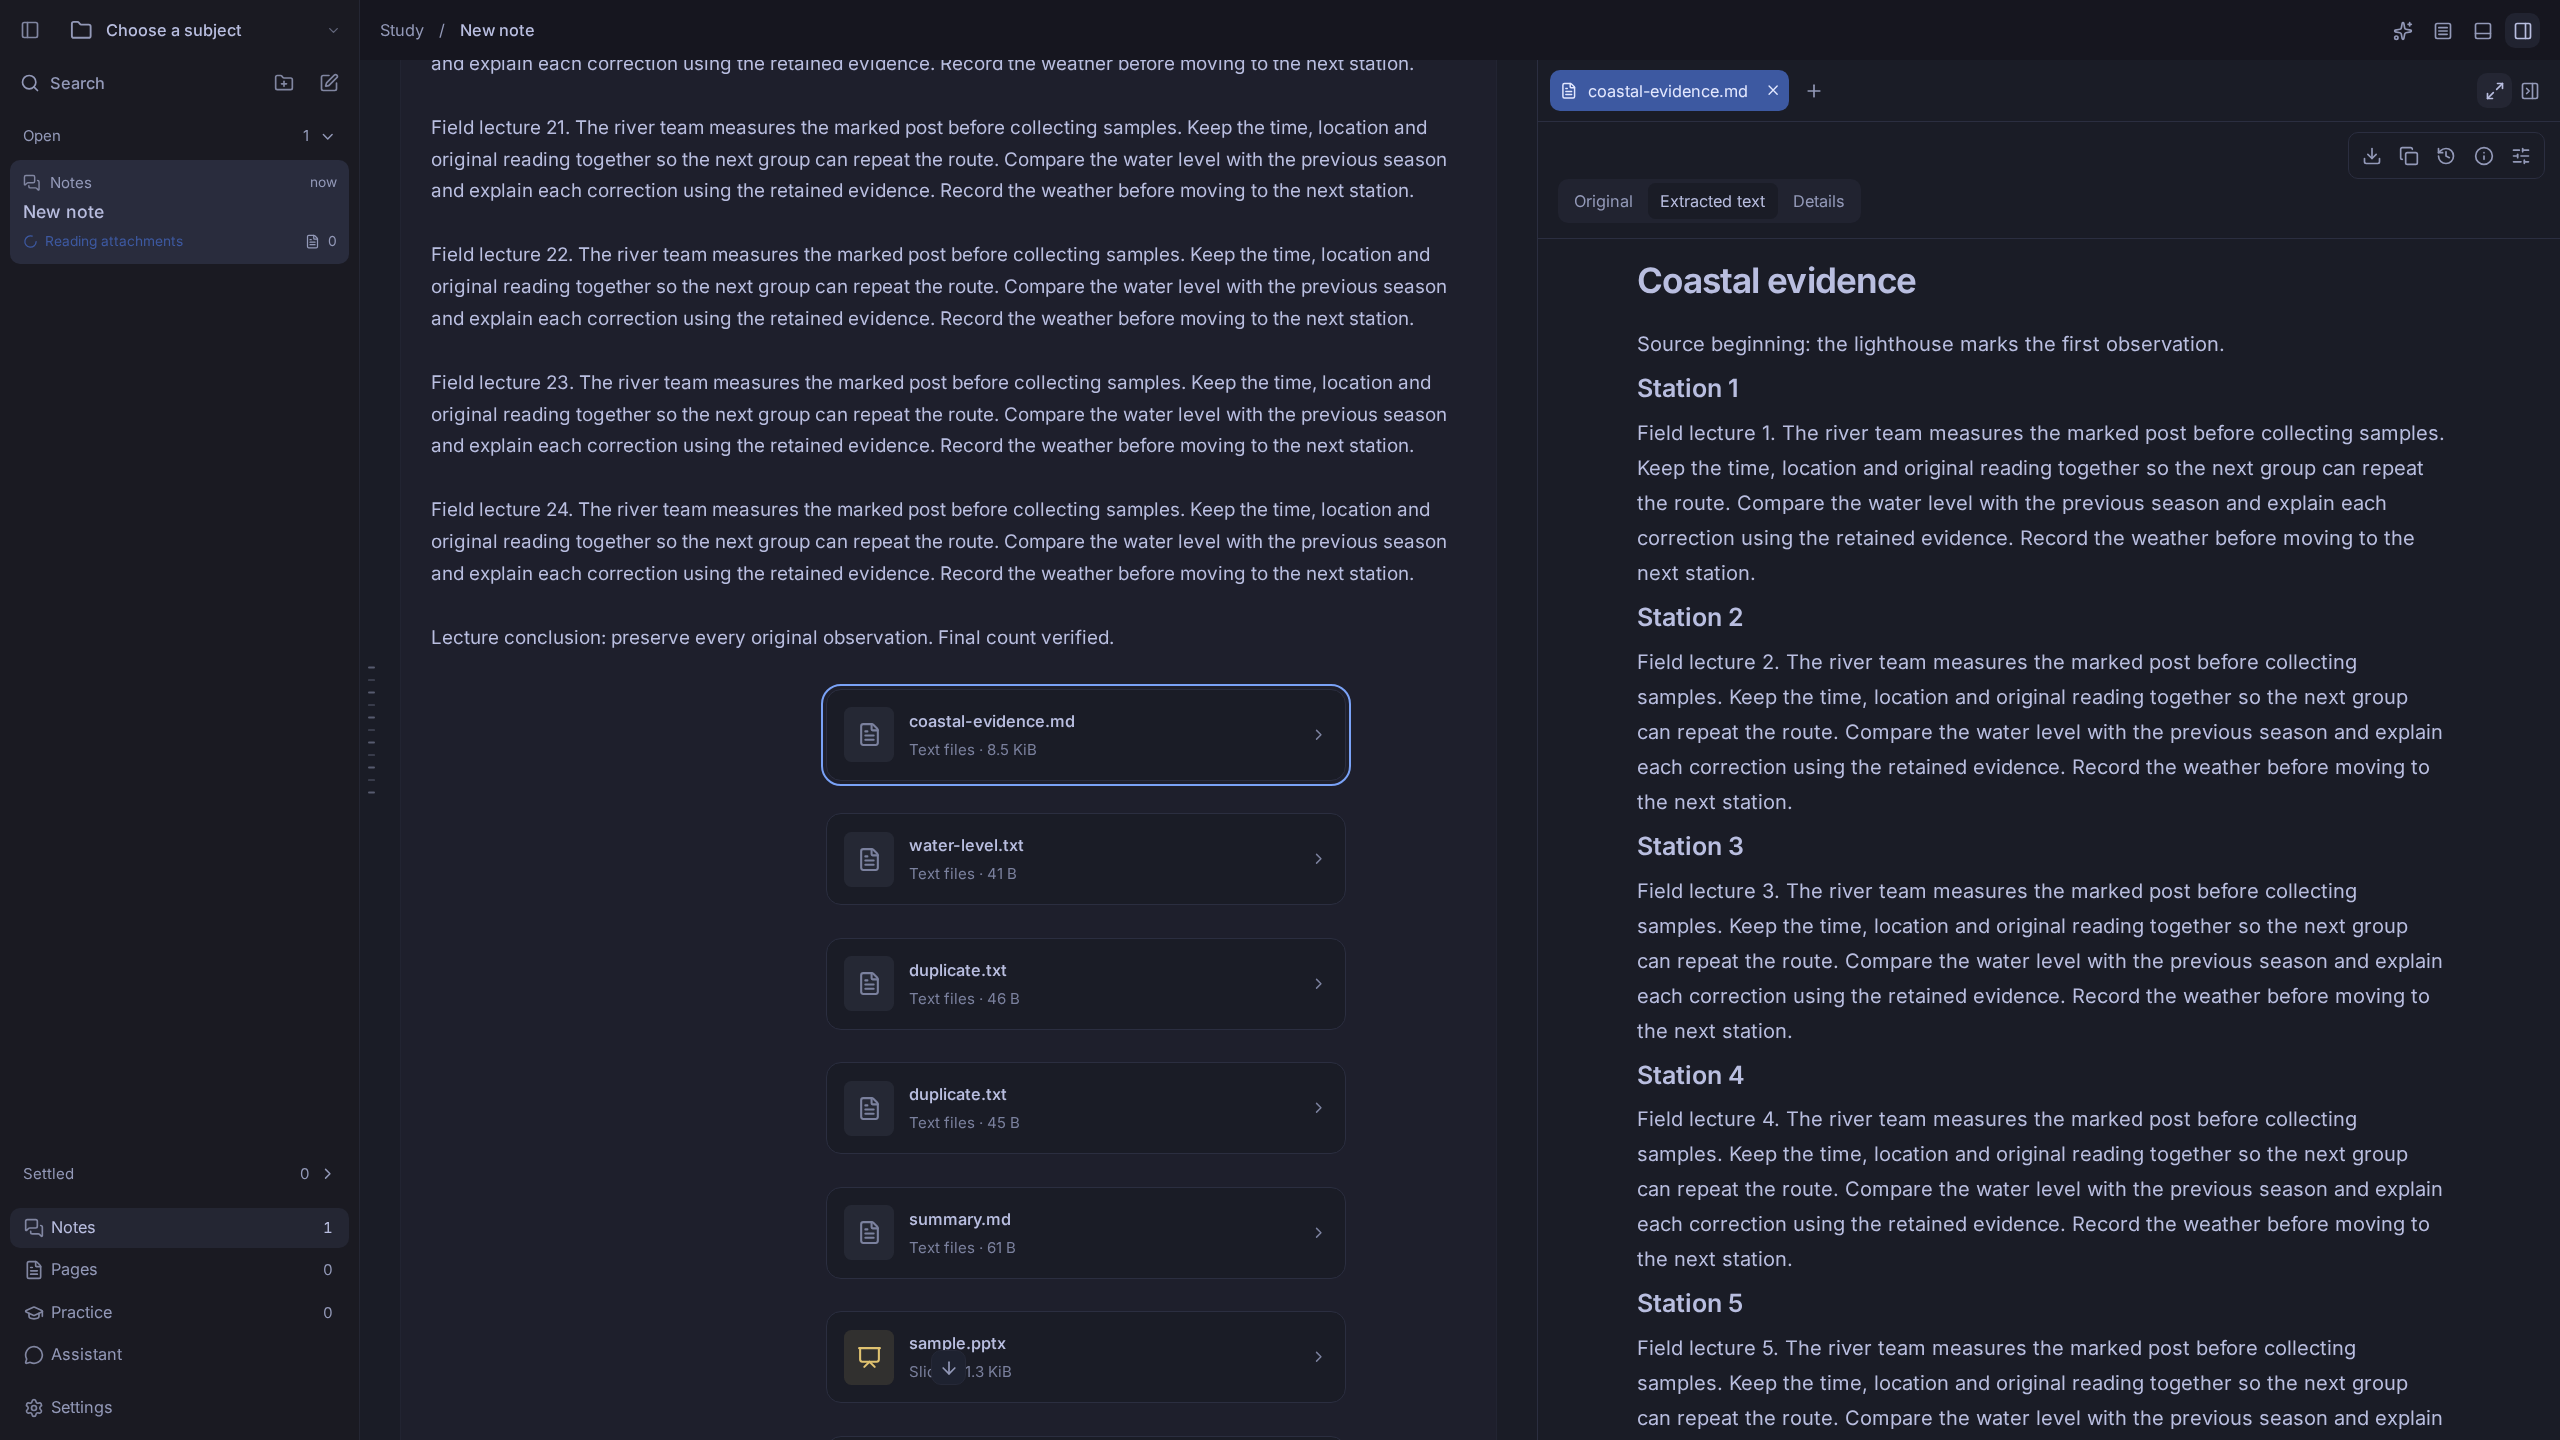 Choose a subject
Search
Open 1
Notes now
New note
Reading attachments 0
Settled 0
Notes 1
Pages 0
Practice 0
Assistant
Settings
Study / New note
and explain each correction using the retained evidence. Record the weather before moving to the next station.
Field lecture 21. The river team measures the marked post before collecting samples. Keep the time, location and
original reading together so the next group can repeat the route. Compare the water level with the previous season
and explain each correction using the retained evidence. Record the weather before moving to the next station.
Field lecture 22. The river team measures the marked post before collecting samples. Keep the time, location and
original reading together so the next group can repeat the route. Compare the water level with the previous season
and explain each correction using the retained evidence. Record the weather before moving to the next station.
Field lecture 23. The river team measures the marked post before collecting samples. Keep the time, location and
original reading together so the next group can repeat the route. Compare the water level with the previous season
and explain each correction using the retained evidence. Record the weather before moving to the next station.
Field lecture 24. The river team measures the marked post before collecting samples. Keep the time, location and
original reading together so the next group can repeat the route. Compare the water level with the previous season
and explain each correction using the retained evidence. Record the weather before moving to the next station.
Lecture conclusion: preserve every original observation. Final count verified.
coastal-evidence.md
Text files · 8.5 KiB
water-level.txt
Text files · 41 B
duplicate.txt
Text files · 46 B
duplicate.txt
Text files · 45 B
summary.md
Text files · 61 B
sample.pptx
1.3 KiB
coastal-evidence.md
Original Extracted text Details
Coastal evidence
Source beginning: the lighthouse marks the first observation.
Station 1
Field lecture 1. The river team measures the marked post before collecting samples.
Keep the time, location and original reading together so the next group can repeat
the route. Compare the water level with the previous season and explain each
correction using the retained evidence. Record the weather before moving to the
next station.
Station 2
Field lecture 2. The river team measures the marked post before collecting
samples. Keep the time, location and original reading together so the next group
can repeat the route. Compare the water level with the previous season and explain
each correction using the retained evidence. Record the weather before moving to
the next station.
Station 3
Field lecture 3. The river team measures the marked post before collecting
samples. Keep the time, location and original reading together so the next group
can repeat the route. Compare the water level with the previous season and explain
each correction using the retained evidence. Record the weather before moving to
the next station.
Station 4
Field lecture 4. The river team measures the marked post before collecting
samples. Keep the time, location and original reading together so the next group
can repeat the route. Compare the water level with the previous season and explain
each correction using the retained evidence. Record the weather before moving to
the next station.
Station 5
Field lecture 5. The river team measures the marked post before collecting
samples. Keep the time, location and original reading together so the next group
can repeat the route. Compare the water level with the previous season and explain